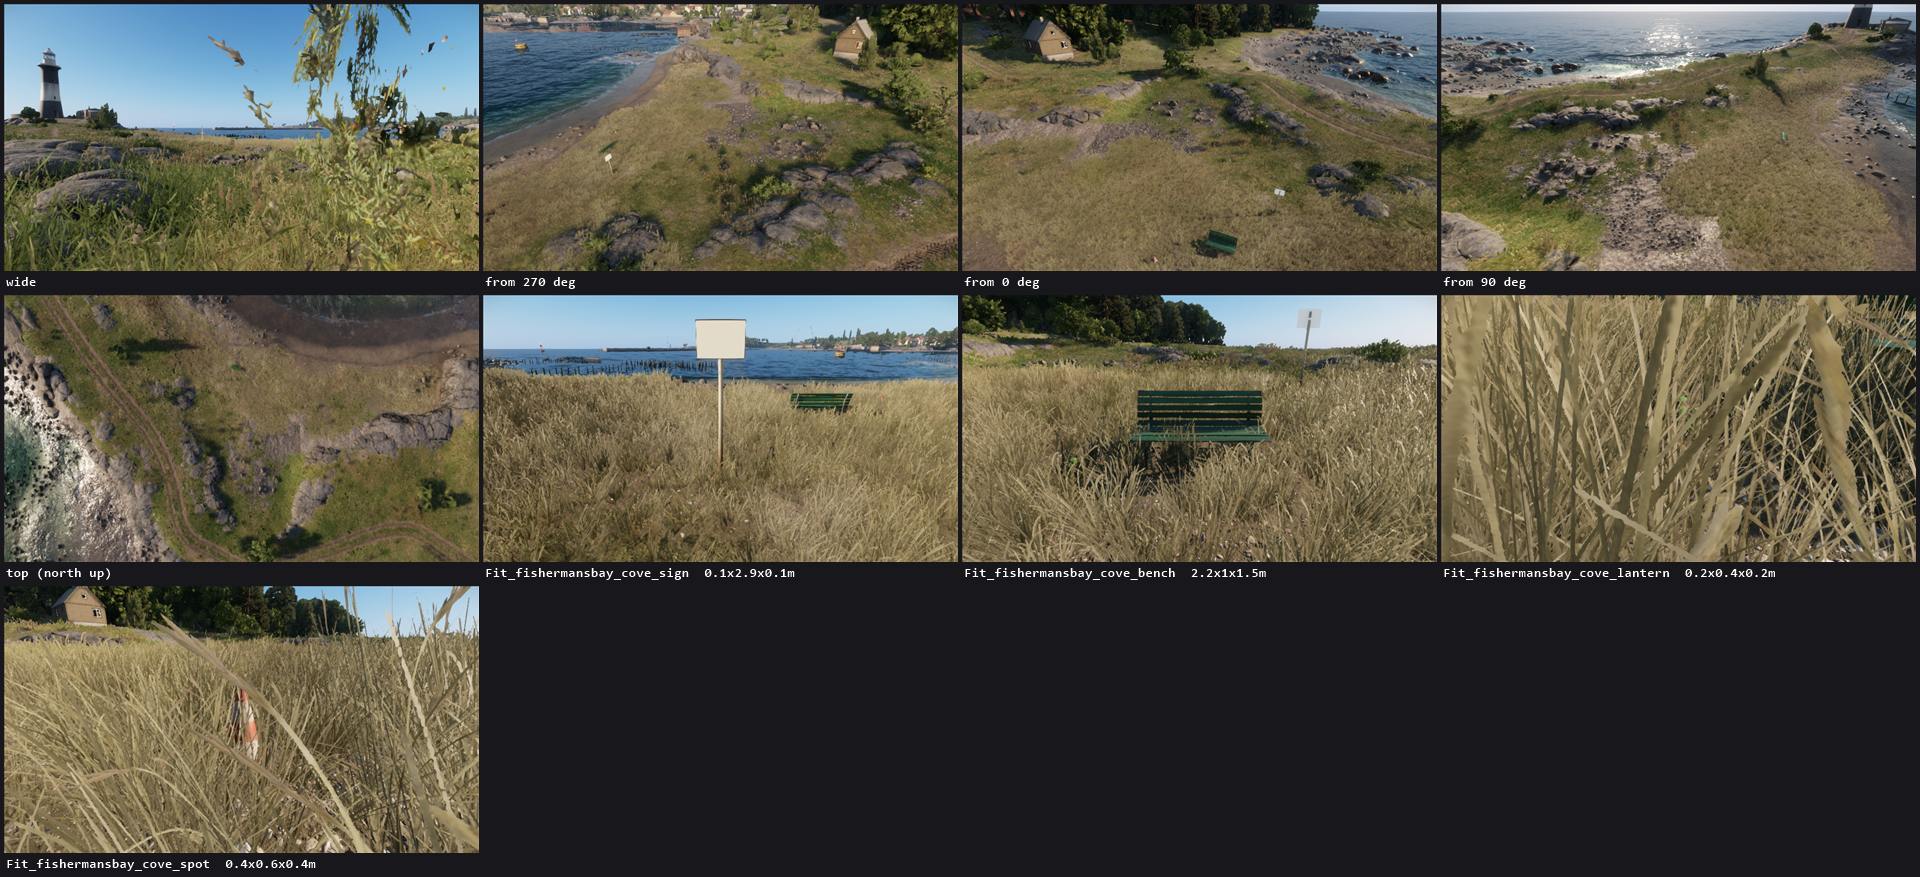 wide
from 270 deg
from 0 deg
from 90 deg
top (north up)
Fit_fishermansbay_cove_sign 0.1x2.9x0.1m
Fit_fishermansbay_cove_bench 2.2x1x1.5m
Fit_fishermansbay_cove_lantern 0.2x0.4x0.2m
Fit_fishermansbay_cove_spot 0.4x0.6x0.4m